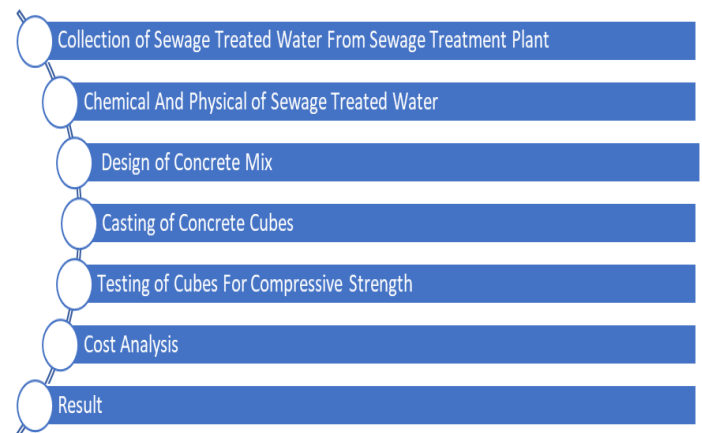 Collection of Sewage Treated Water From Sewage Treatment Plant
Chemical And Physical of Sewage Treated Water
Design of Concrete Mix
Casting of Concrete Cubes
Testing of Cubes For Compressive Strength
Cost Analysis
Result